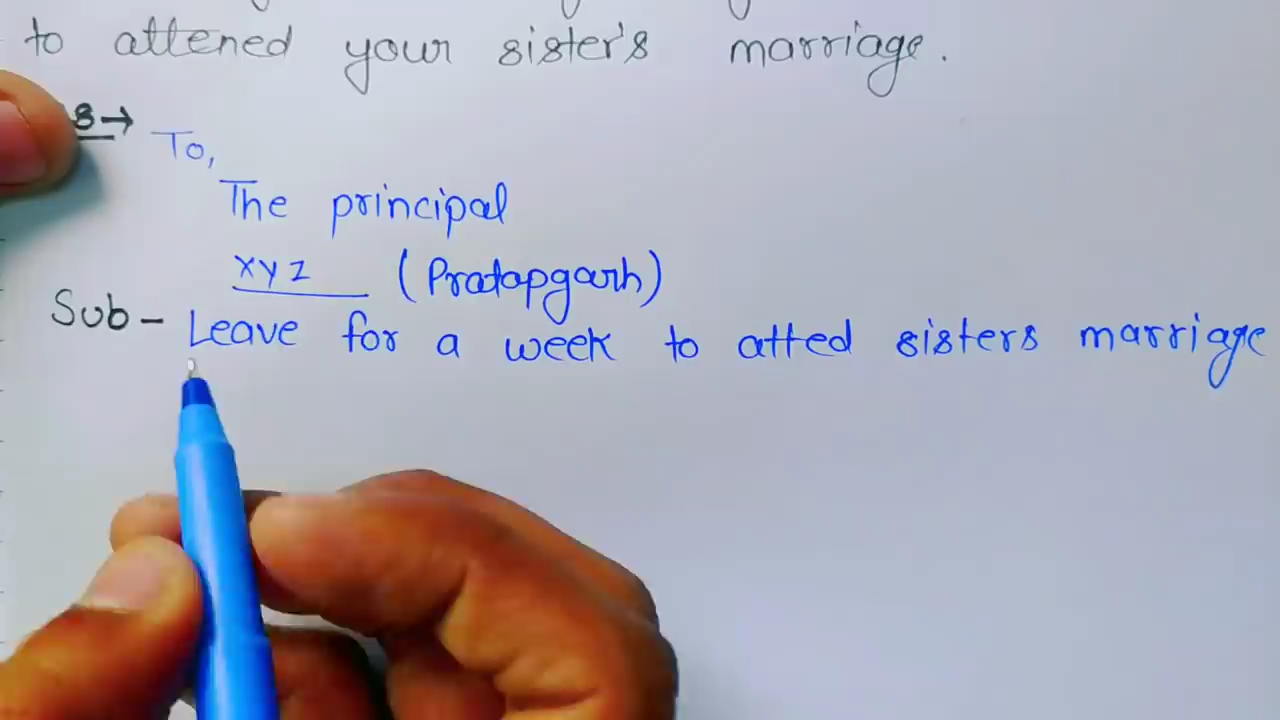 to attened your sister's marriage.
To,
The principal
xyz (Pratapgarh)
Sub- Leave for a week to atted sisters marriage